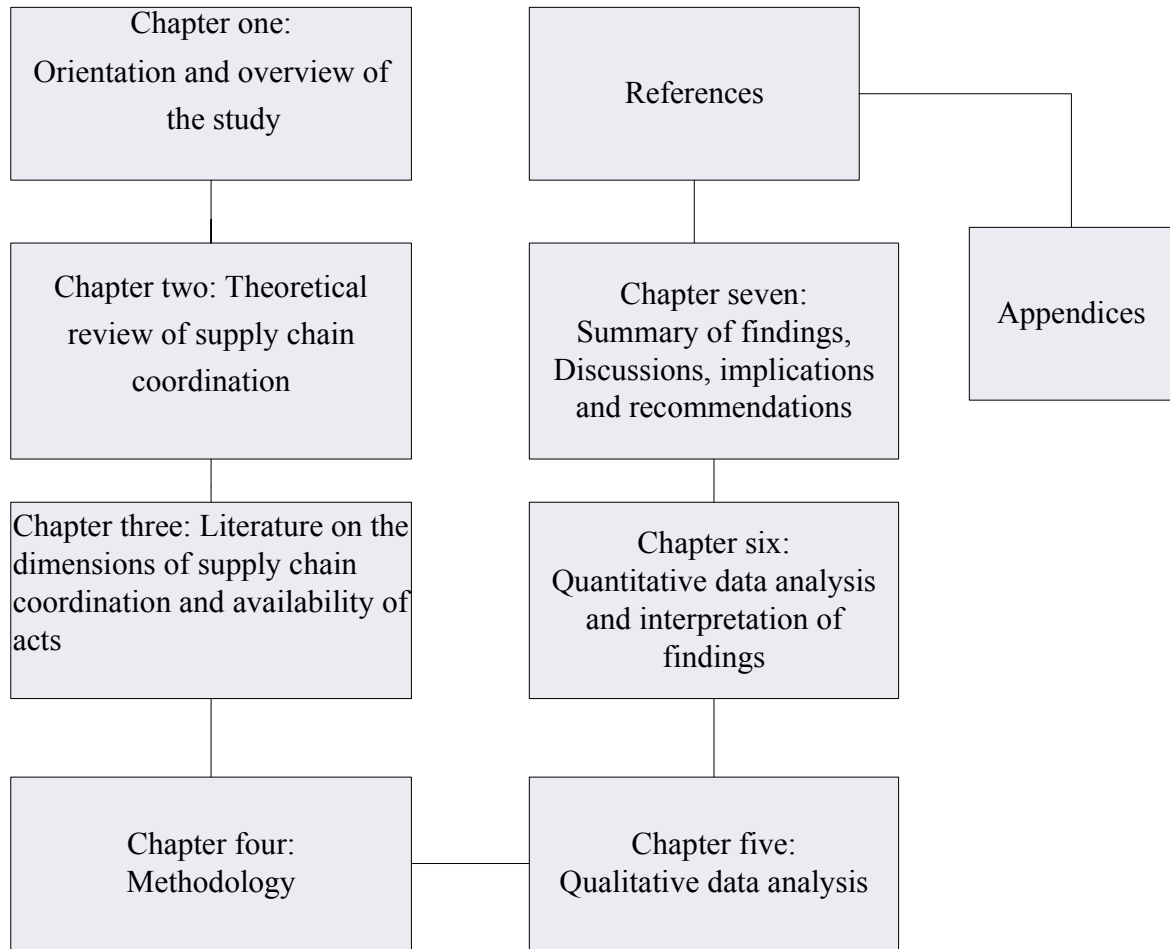 Chapter one:
Orientation and overview of
the study
Chapter two: Theoretical
review of supply chain
coordination
Chapter three: Literature on the
dimensions of supply chain
coordination and availability of
acts
Chapter four:
Methodology
Chapter five:
Qualitative data analysis
Chapter six:
Quantitative data analysis
and interpretation of
findings
Chapter seven:
Summary of findings,
Discussions, implications
and recommendations
References
Appendices